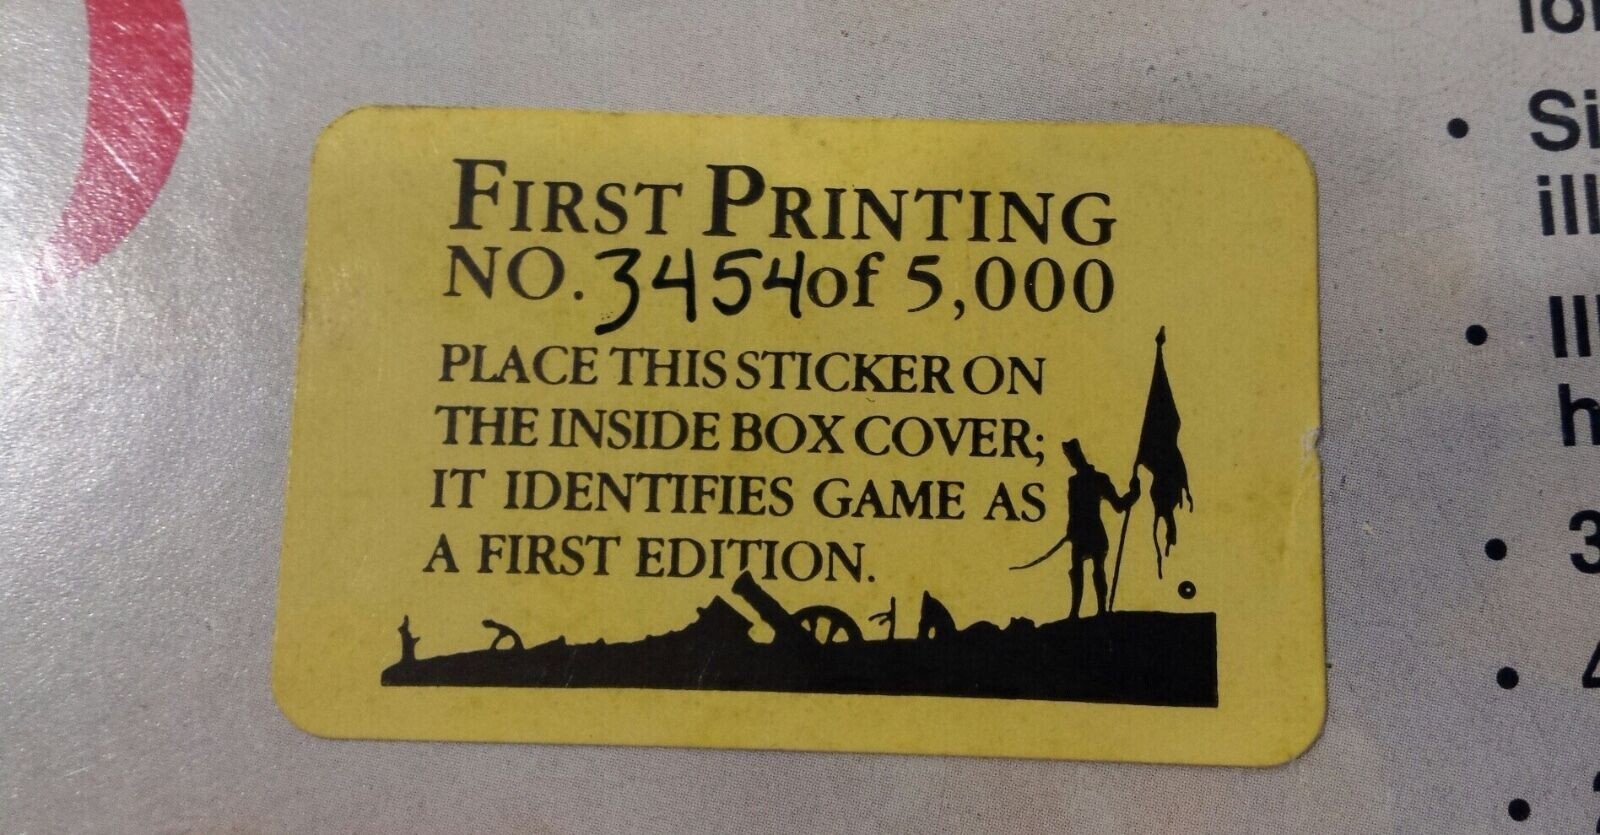 FIRST PRINTING
NO. 3454 of 5,000
PLACE THIS STICKER ON
THE INSIDE BOX COVER;
IT IDENTIFIES GAME AS
A FIRST EDITION.